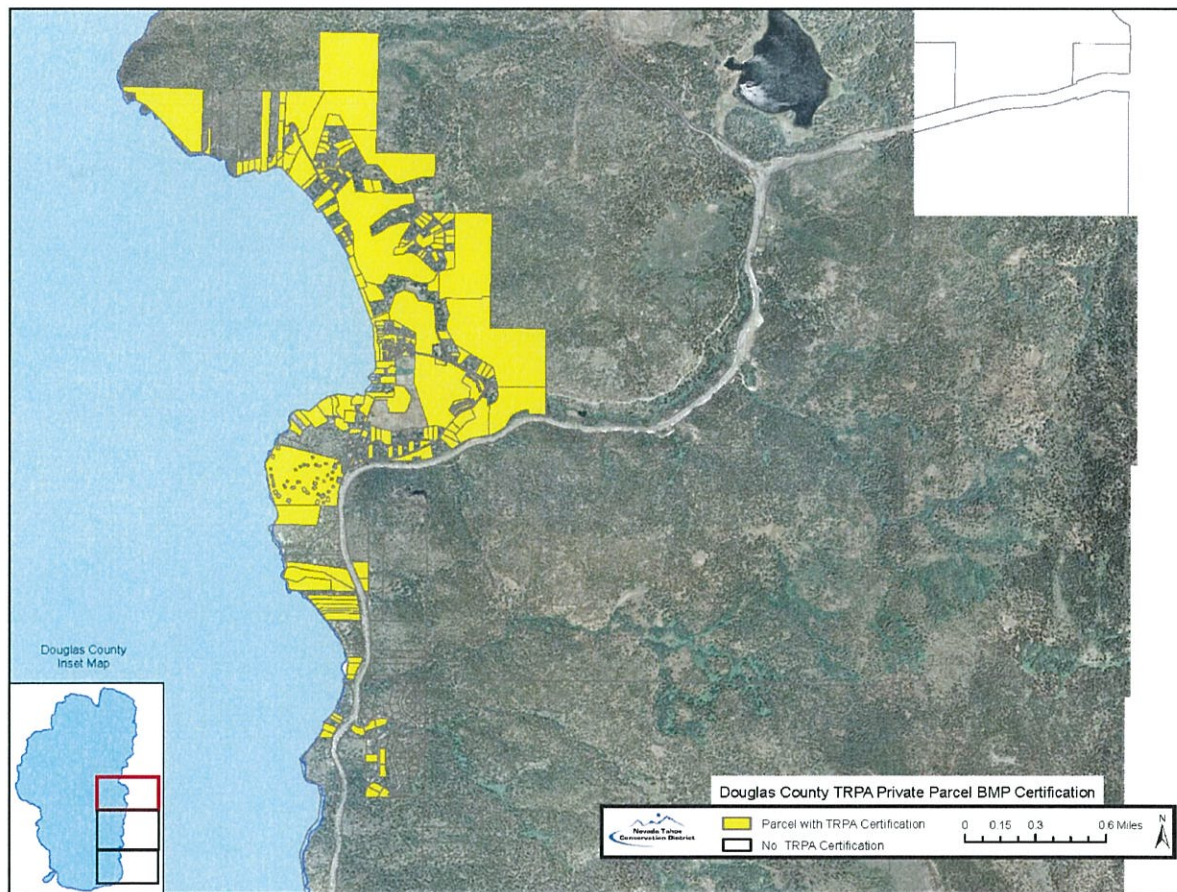 Douglas County
Inset Map
Douglas County TRPA Private Parcel BMP Certification
Nevada Tahoe
Conservation District
Parcel with TRPA Certification
No TRPA Certification
0 0.15 0.3 0.6 Miles
N